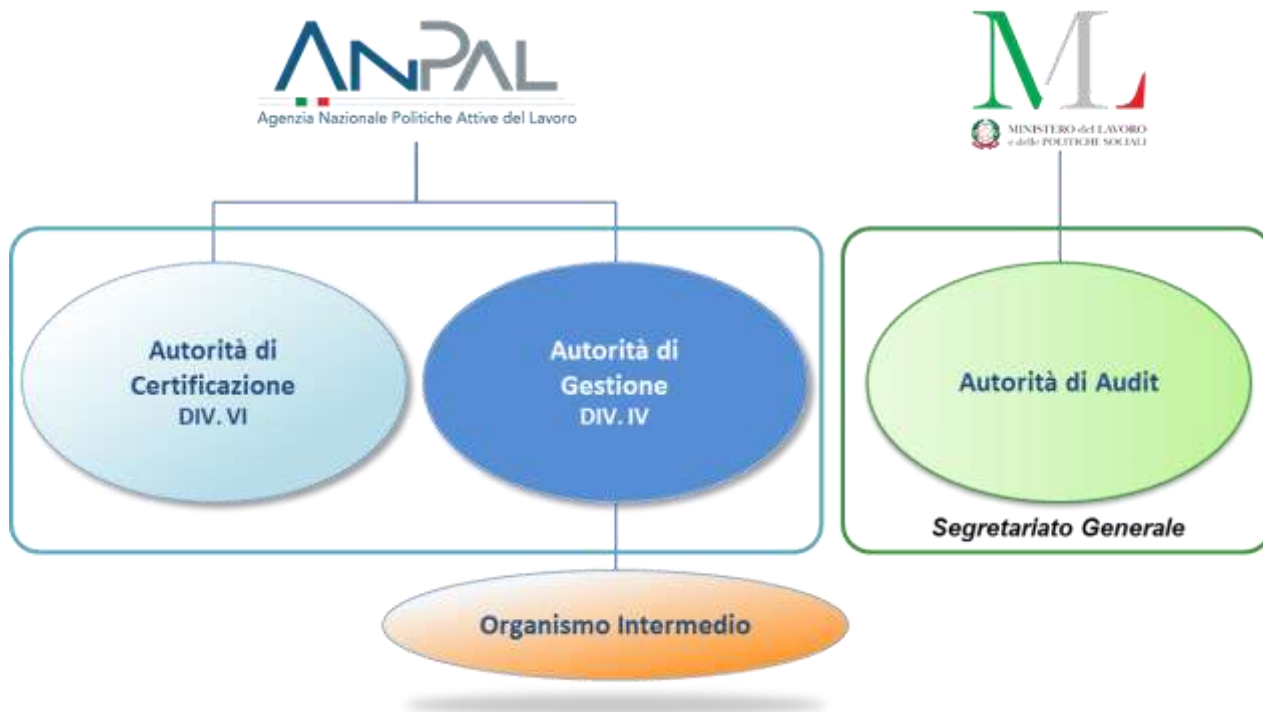 ANPAL
Agenzia Nazionale Politiche Attive del Lavoro
ML
MINISTERO del LAVORO
e delle POLITICHE SOCIALI
Autorità di
Certificazione
DIV. VI
Autorità di
Gestione
DIV. IV
Autorità di Audit
Segretariato Generale
Organismo Intermedio